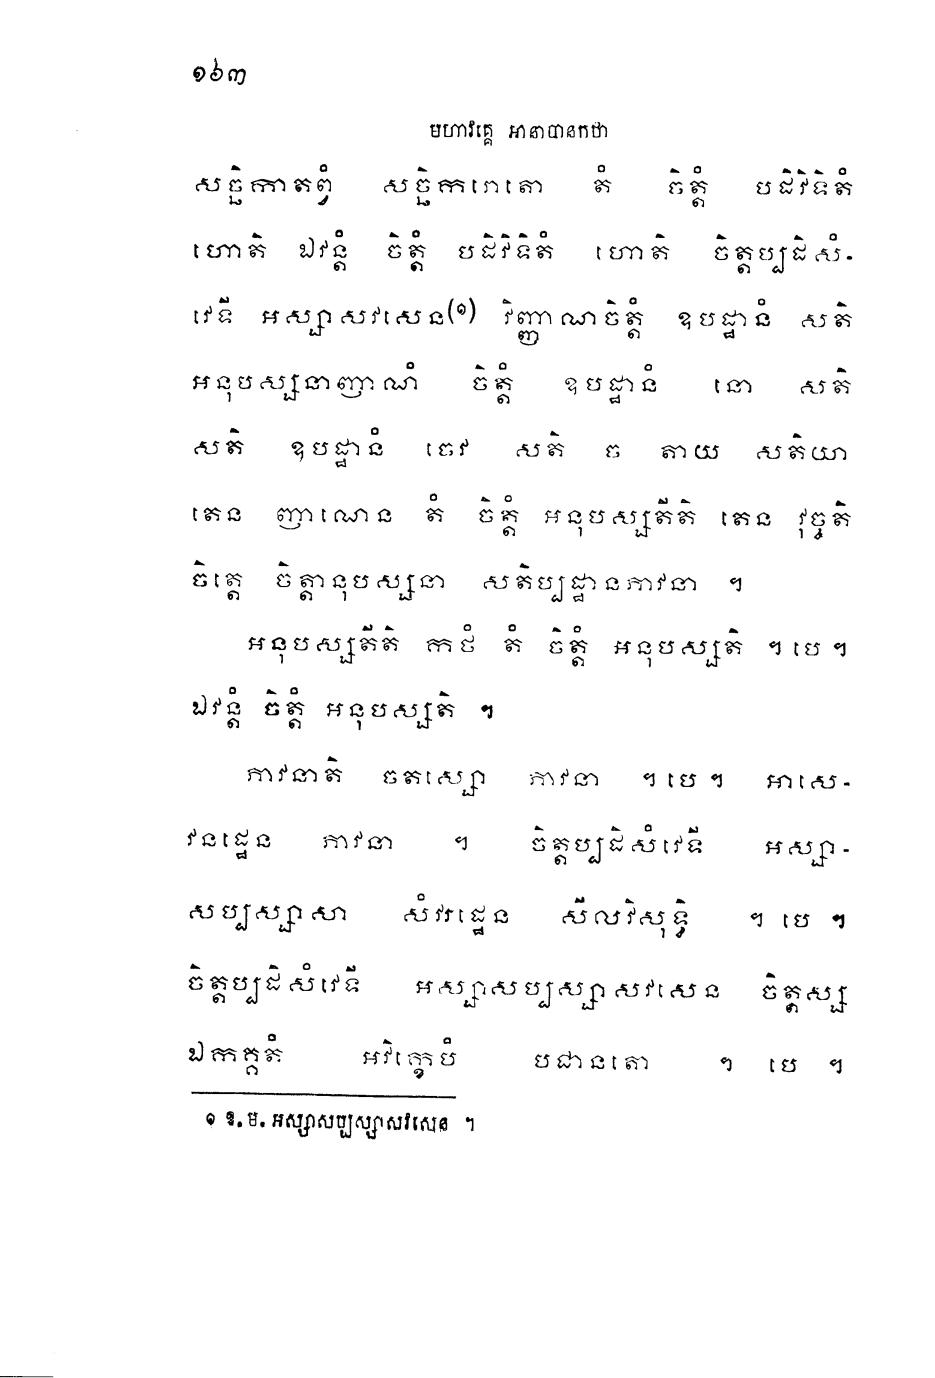 ១៦៣
មហាវគ្គេ អានាបានកថា
សច្ឆិកាតព្វំ សច្ឆិករោតោ តំ ចិត្តំ បដិវិទិតំ
ហោតិ ឯវន្តំ ចិត្តំ បដិវិទិតំ ហោតិ ចិត្តប្បដិសំ-
វេទី អស្សាសវសេន(១) វិញ្ញាណចិត្តំ ឧបដ្ឋានំ សតិ
អនុបស្សនាញាណំ ចិត្តំ ឧបដ្ឋានំ នោ សតិ
សតិ ឧបដ្ឋានំ ចេវ សតិ ច តាយ សតិយា
តេន ញាណេន តំ ចិត្តំ អនុបស្សតីតិ តេន វុច្ចតិ
ចិត្តេ ចិត្តានុបស្សនា សតិប្បដ្ឋានភាវនា ។
អនុបស្សតីតិ កថំ តំ ចិត្តំ អនុបស្សតិ ។ បេ ។
ឯវន្តំ ចិត្តំ អនុបស្សតិ ។
ភាវនាតិ ចតស្សោ ភាវនា ។ បេ ។ អាសេ-
វនដ្ឋេន ភាវនា ។ ចិត្តប្បដិសំវេទី អស្សា-
សប្បស្សាសា សំវរដ្ឋេន សីលវិសុទ្ធិ ។ បេ ។
ចិត្តប្បដិសំវេទី អស្សាសប្បស្សាសវសេន ចិត្តស្ស
ឯកគ្គតំ អវិក្ខេបំ បជានតោ ។ បេ ។
១ ឱ. ម. អស្សាសប្បស្សាសវសេន ។